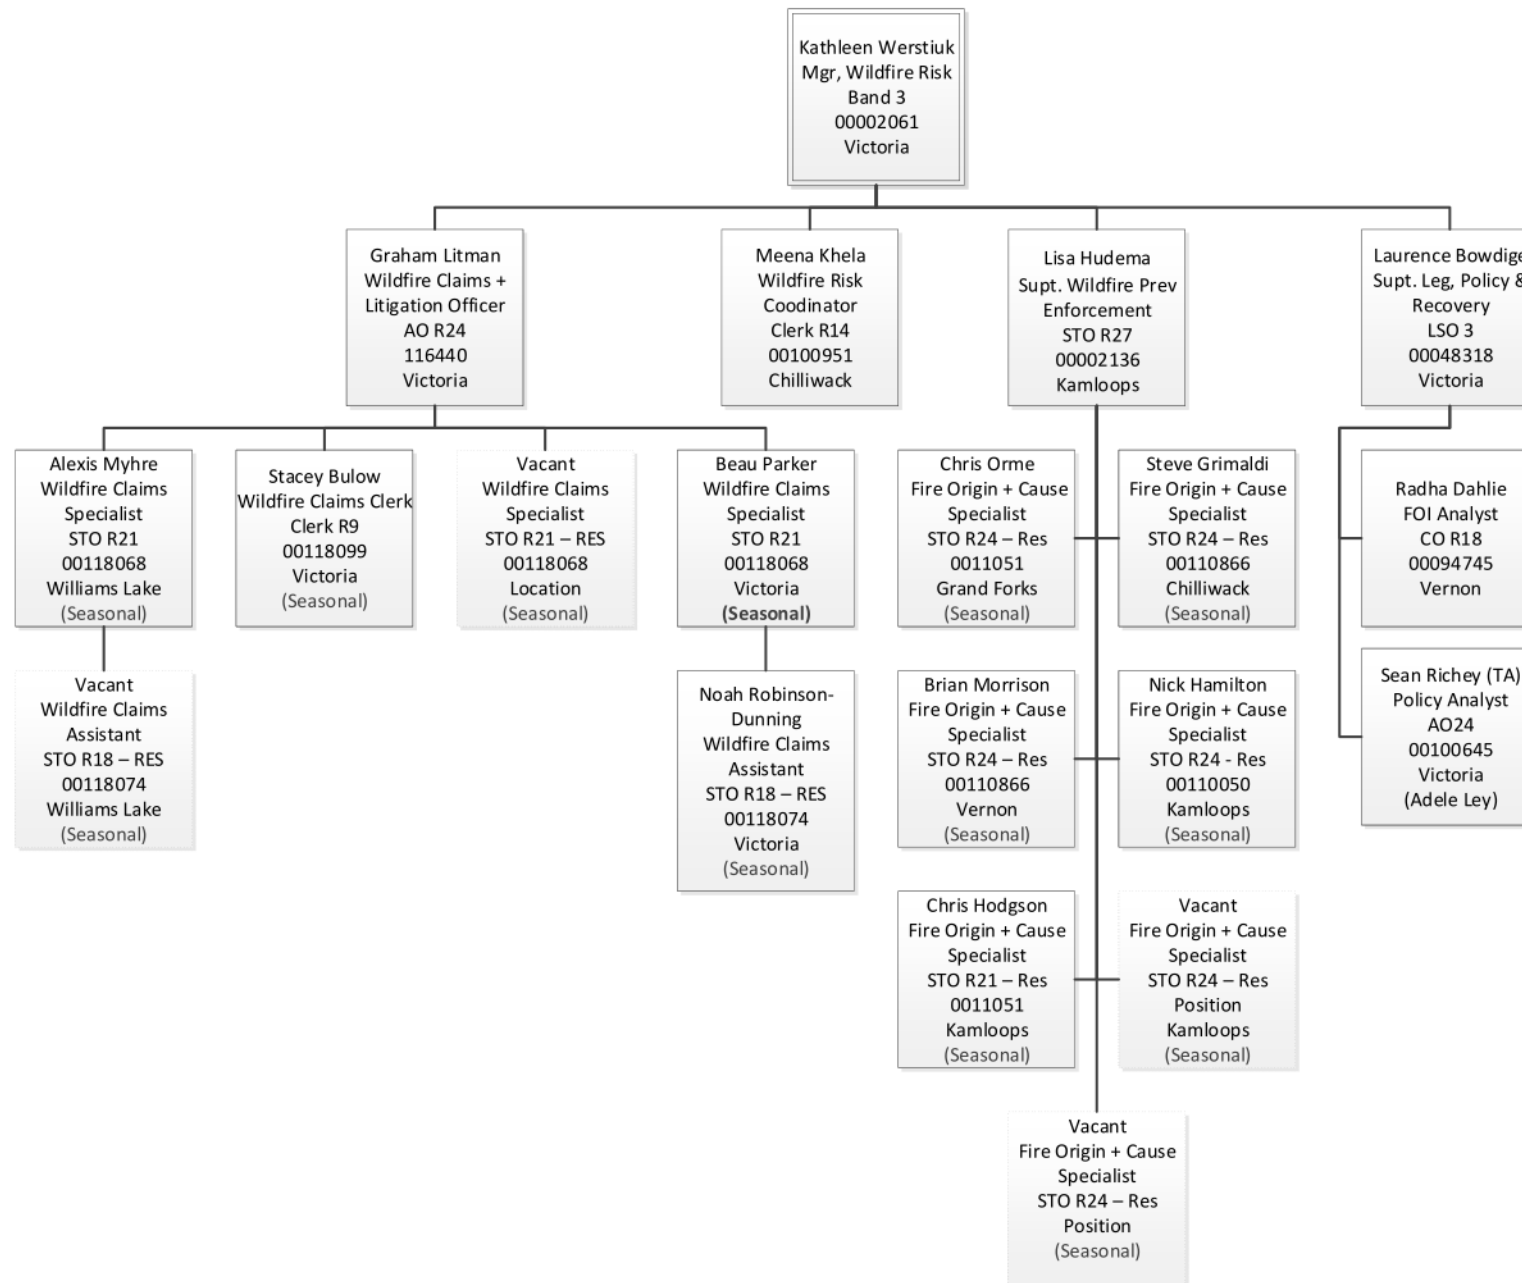 Kathleen Werstiuk
Mgr, Wildfire Risk
Band 3
00002061
Victoria
Graham Litman
Wildfire Claims +
Litigation Officer
AO R24
116440
Victoria
Meena Khela
Wildfire Risk
Coodinator
Clerk R14
00100951
Chilliwack
Lisa Hudema
Supt. Wildfire Prev
Enforcement
STO R27
00002136
Kamloops
Laurence Bowdige
Supt. Leg, Policy &
Recovery
LSO 3
00048318
Victoria
Alexis Myhre
Wildfire Claims
Specialist
STO R21
00118068
Williams Lake
(Seasonal)
Stacey Bulow
Wildfire Claims Clerk
Clerk R9
00118099
Victoria
(Seasonal)
Vacant
Wildfire Claims
Specialist
STO R21 – RES
00118068
Location
(Seasonal)
Beau Parker
Wildfire Claims
Specialist
STO R21
00118068
Victoria
(Seasonal)
Chris Orme
Fire Origin + Cause
Specialist
STO R24 – Res
0011051
Grand Forks
(Seasonal)
Steve Grimaldi
Fire Origin + Cause
Specialist
STO R24 – Res
00110866
Chilliwack
(Seasonal)
Radha Dahlie
FOI Analyst
CO R18
00094745
Vernon
Vacant
Wildfire Claims
Assistant
STO R18 – RES
00118074
Williams Lake
(Seasonal)
Noah Robinson-
Dunning
Wildfire Claims
Assistant
STO R18 – RES
00118074
Victoria
(Seasonal)
Brian Morrison
Fire Origin + Cause
Specialist
STO R24 – Res
00110866
Vernon
(Seasonal)
Nick Hamilton
Fire Origin + Cause
Specialist
STO R24 - Res
00110050
Kamloops
(Seasonal)
Sean Richey (TA)
Policy Analyst
AO24
00100645
Victoria
(Adele Ley)
Chris Hodgson
Fire Origin + Cause
Specialist
STO R21 – Res
0011051
Kamloops
(Seasonal)
Vacant
Fire Origin + Cause
Specialist
STO R24 – Res
Position
Kamloops
(Seasonal)
Vacant
Fire Origin + Cause
Specialist
STO R24 – Res
Position
(Seasonal)